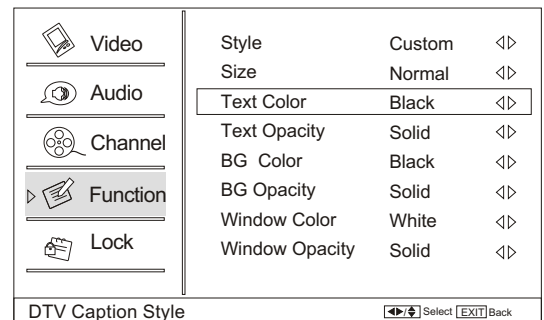 Video
Audio
Channel
Function
Lock
Style Custom
Size Normal
Text Color Black
Text Opacity Solid
BG Color Black
BG Opacity Solid
Window Color White
Window Opacity Solid
DTV Caption Style Select EXIT Back